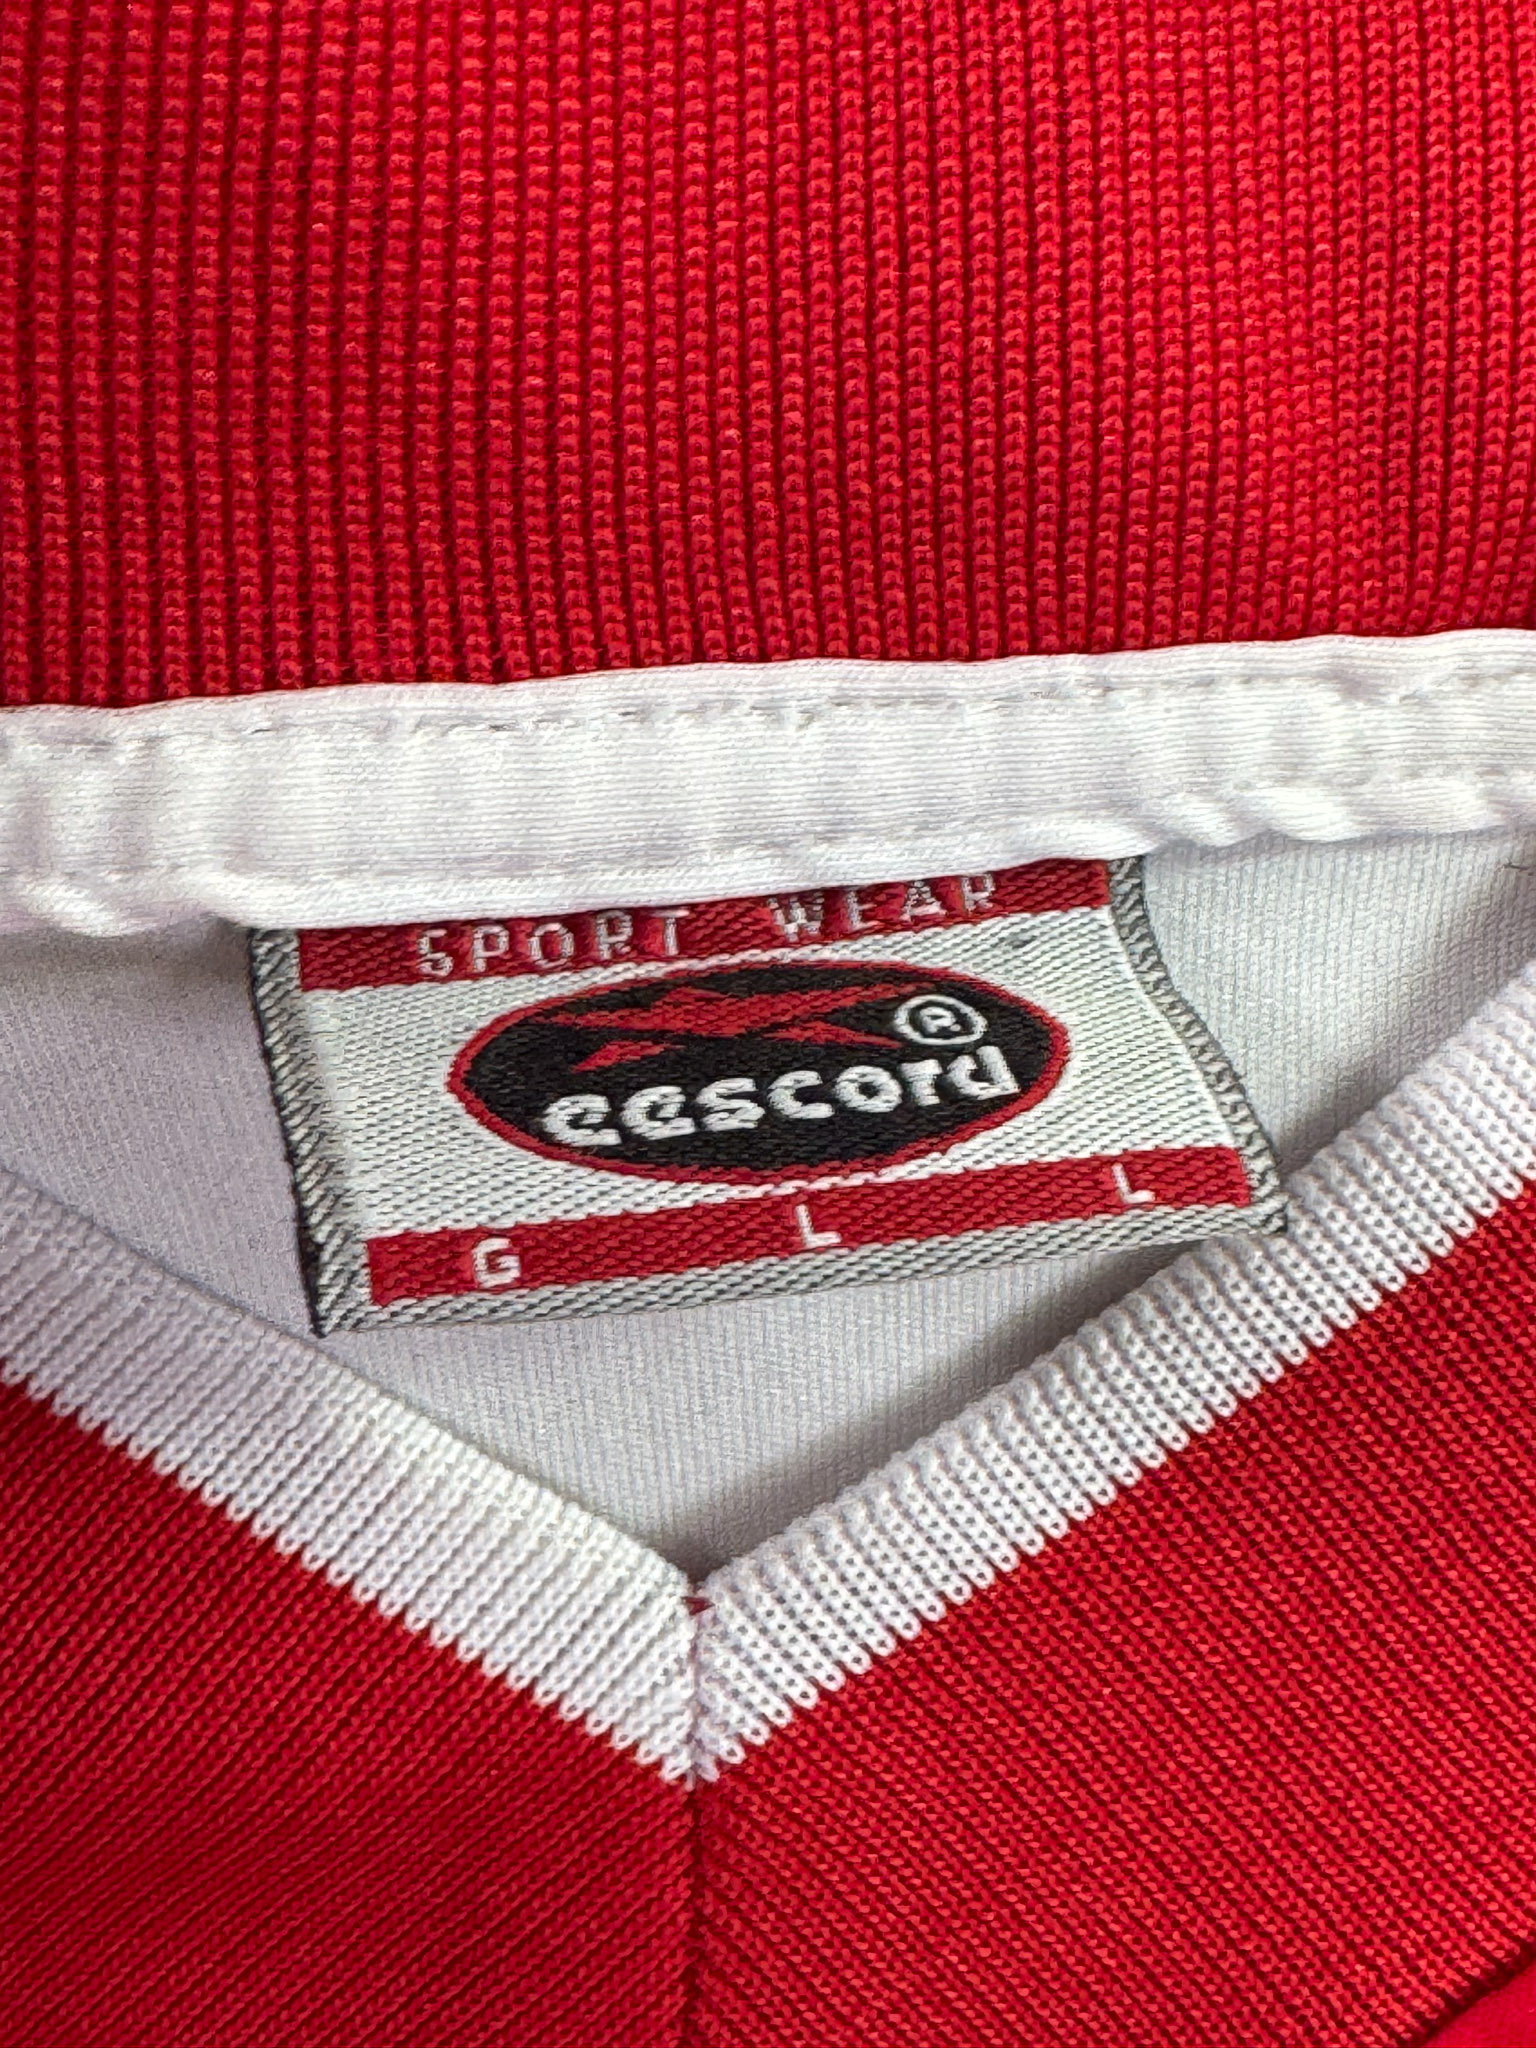 SPORT WEAR
®
eescord
G L L